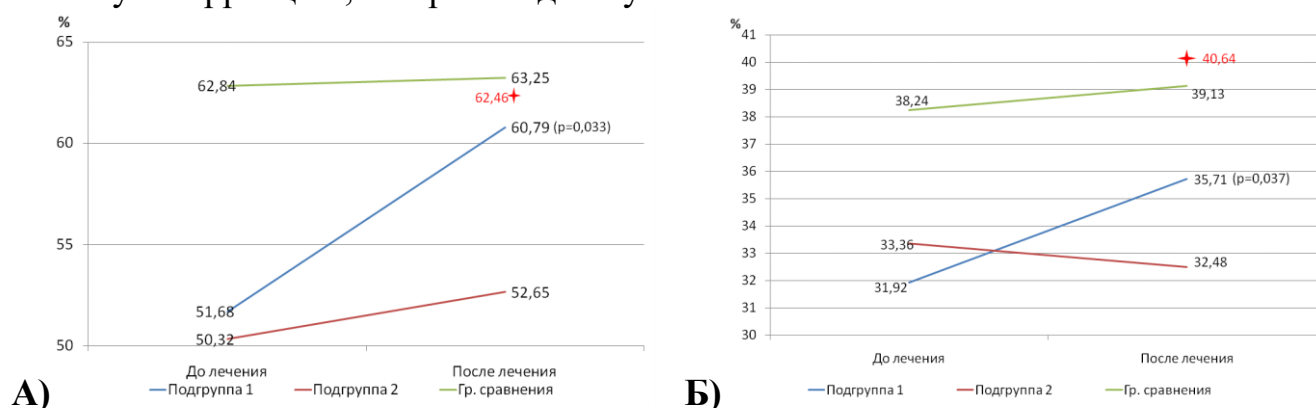 %
65
62,84
63,25
62,46
60,79 (p=0,033)
60
55
51,68
52,65
50,32
50
До лечения
После лечения
Подгруппа 1
Подгруппа 2
Гр. сравнения
А)
%
41
40
40,64
39
39,13
38,24
38
37
36
35,71 (p=0,037)
35
34
33,36
33
32,48
32
31,92
31
30
До лечения
После лечения
Подгруппа 1
Подгруппа 2
Гр. сравнения
Б)